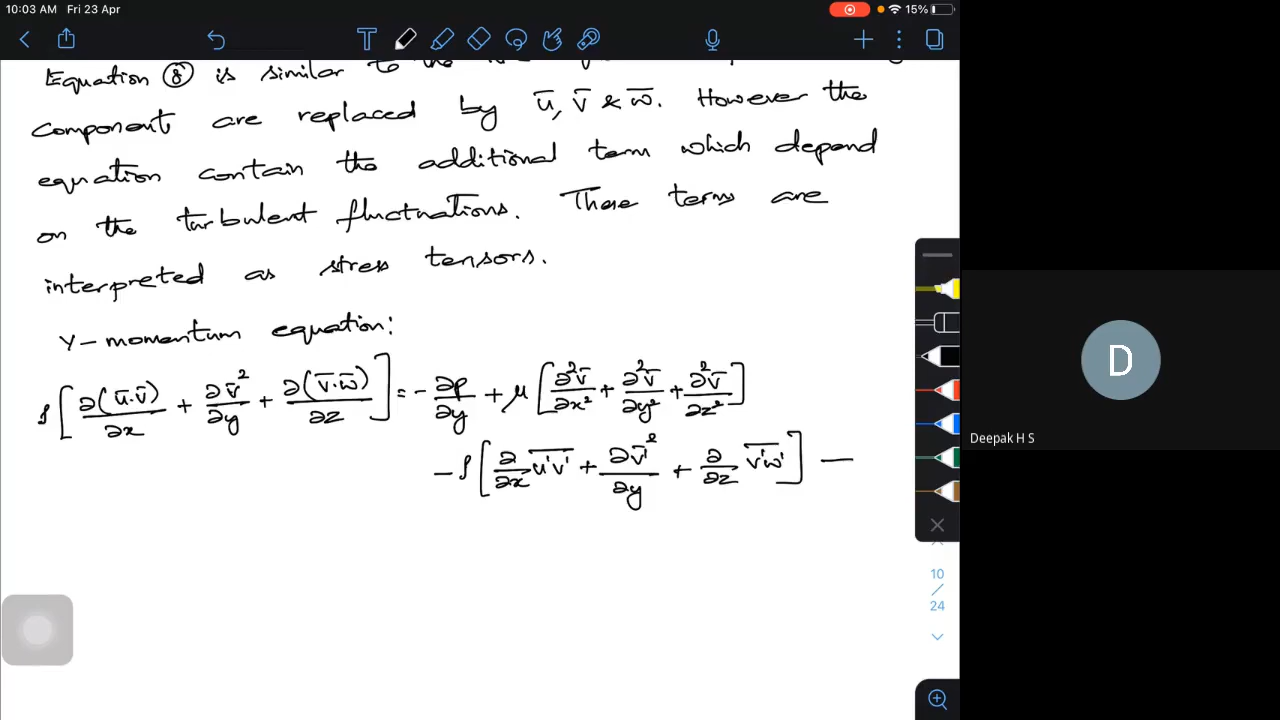 10:03 AM Fri 23 Apr
15%
Equation ⑧ is similar to the
component are replaced by u̅, v̅ & w̅. However the
equation contain the additional term which depend
on the turbulent fluctuations. These terms are
interpreted as stress tensors.
Y-momentum equation:
ρ[∂(u̅.v̅)/∂x + ∂v̅²/∂y + ∂(v̅.w̅)/∂z] = -∂p/∂y + μ[∂²v̅/∂x² + ∂²v̅/∂y² + ∂²v̅/∂z²]
-ρ[∂/∂x u̅'̅v̅'̅ + ∂v̅'²/∂y + ∂/∂z v̅'̅w̅'̅] —
10
/
24
D
Deepak H S